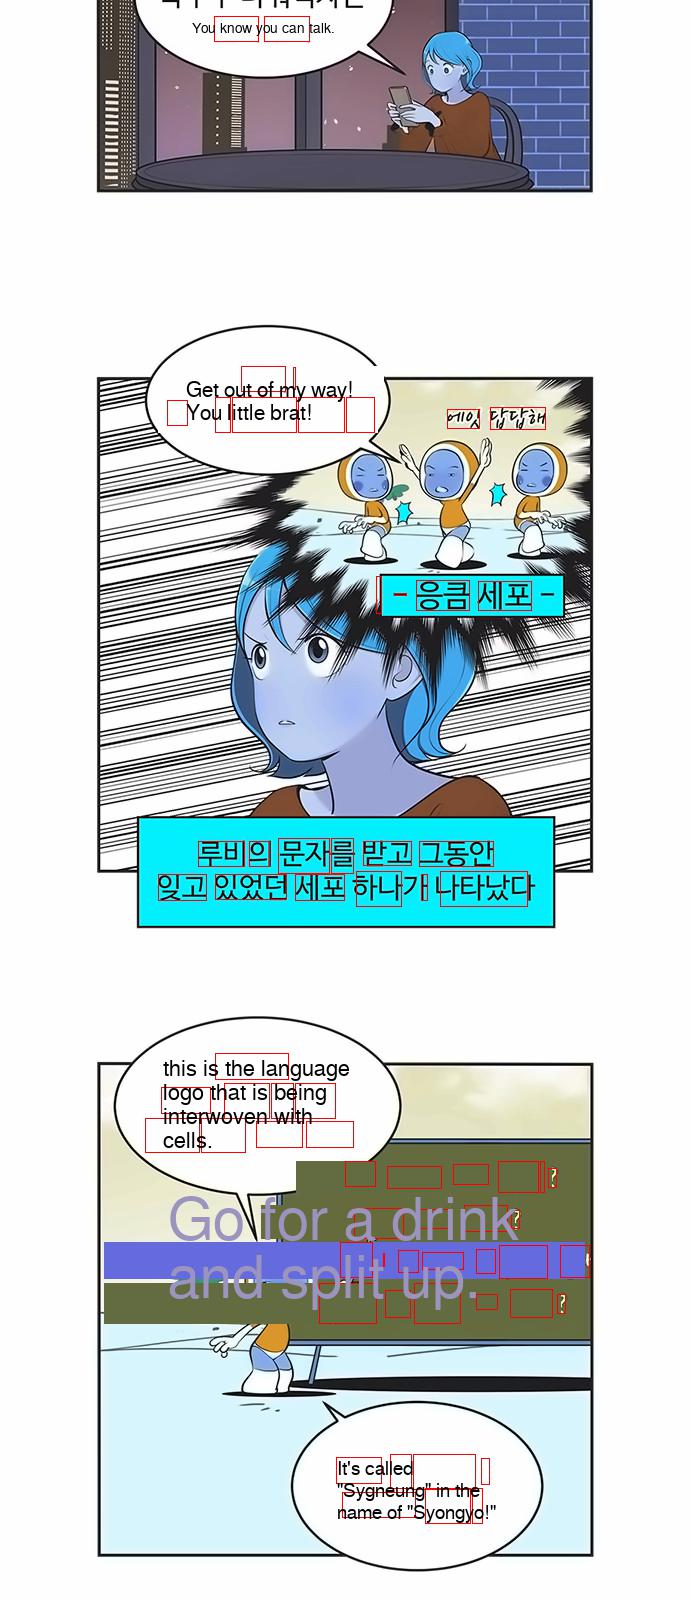 You know you can talk.
Get out of my way!
You little brat!
에잇 답답해
- 응큼 세포 -
루비의 문자를 받고 그동안
잊고 있었던 세포 하나가 나타났다
this is the language
logo that is being
interwoven with
cells.
?
Go for a drink
?
and split up.
?
It's called
"Sygneung" in the
name of "Syongyo!"